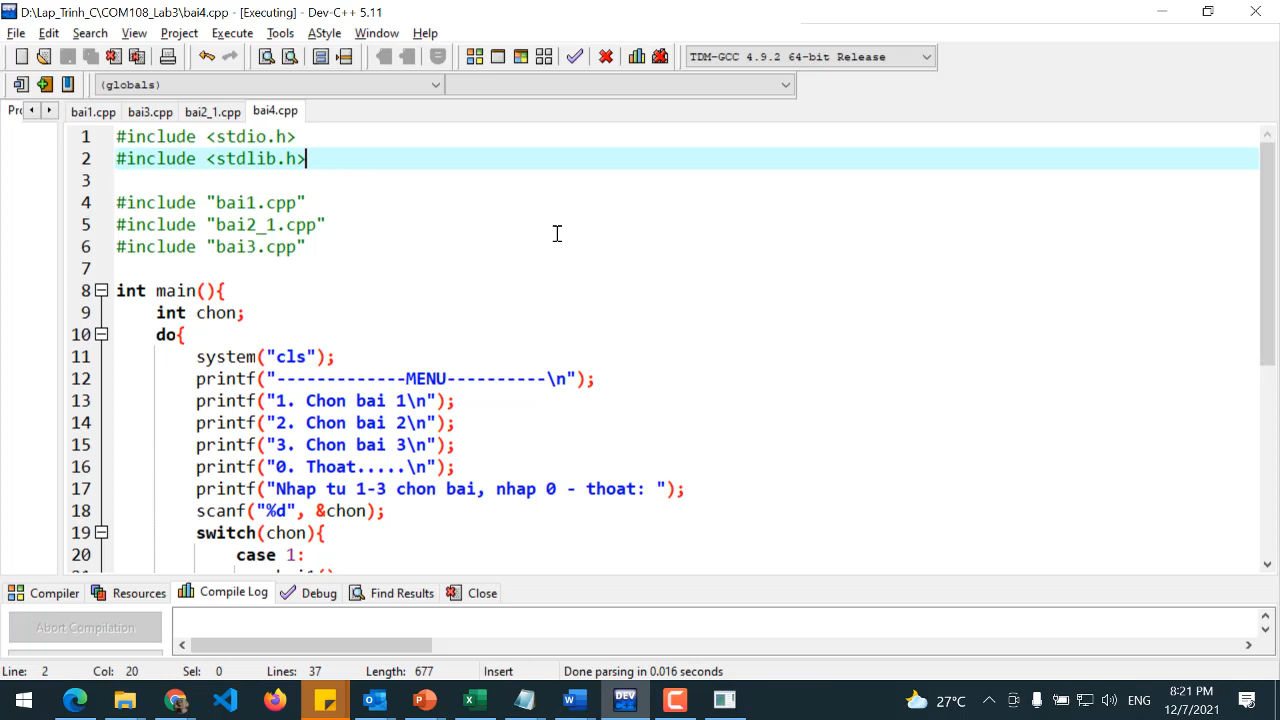 D:\Lap_Trinh_C\COM108_Lab3\bai4.cpp - [Executing] - Dev-C++ 5.11
File Edit Search View Project Execute Tools AStyle Window Help
TDM-GCC 4.9.2 64-bit Release
(globals)
Pr bai1.cpp bai3.cpp bai2_1.cpp bai4.cpp
1 #include <stdio.h>
2 #include <stdlib.h>
3
4 #include "bai1.cpp"
5 #include "bai2_1.cpp"
6 #include "bai3.cpp"
7
8 int main(){
9 int chon;
10 do{
11 system("cls");
12 printf("-------------MENU----------\n");
13 printf("1. Chon bai 1\n");
14 printf("2. Chon bai 2\n");
15 printf("3. Chon bai 3\n");
16 printf("0. Thoat.....\n");
17 printf("Nhap tu 1-3 chon bai, nhap 0 - thoat: ");
18 scanf("%d", &chon);
19 switch(chon){
20 case 1:
Compiler Resources Compile Log Debug Find Results Close
Abort Compilation
Line: 2 Col: 20 Sel: 0 Lines: 37 Length: 677 Insert Done parsing in 0.016 seconds
DEV 27°C ENG 8:21 PM
12/7/2021